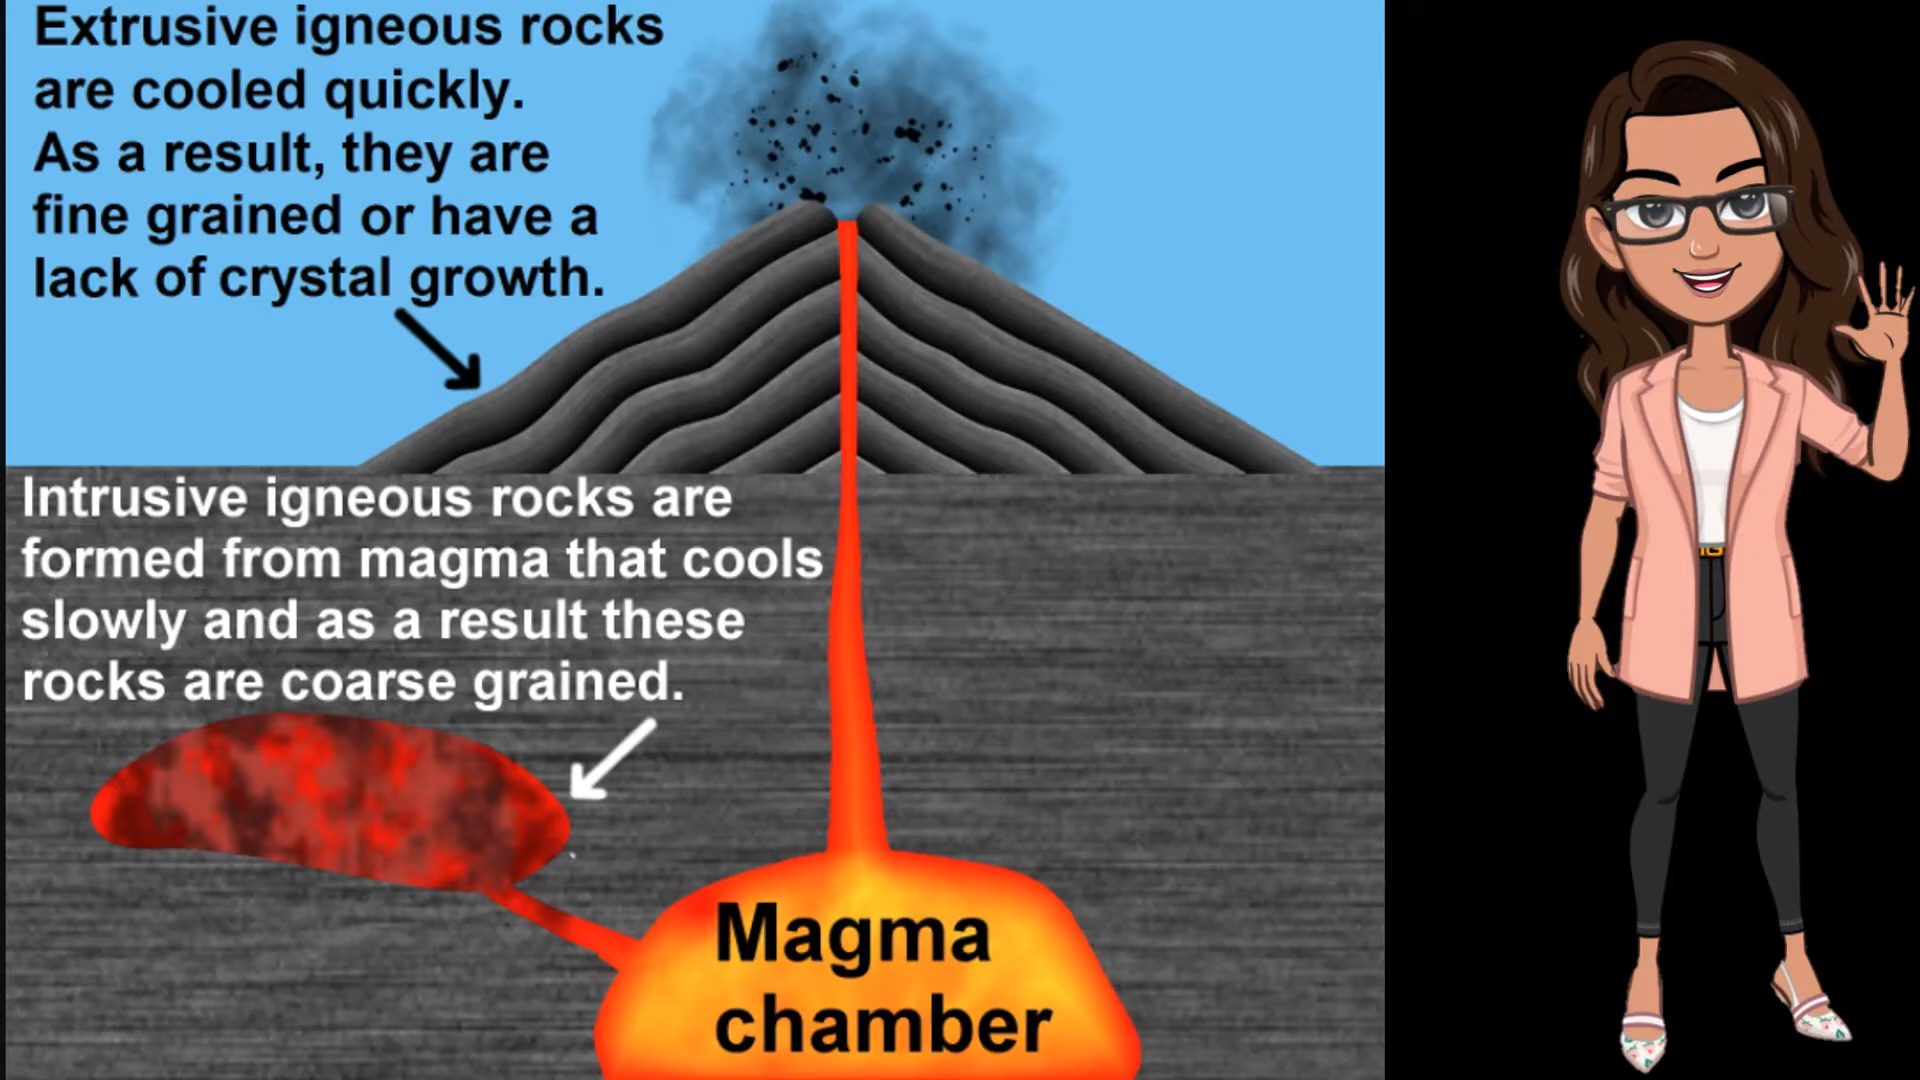 Extrusive igneous rocks
are cooled quickly.
As a result, they are
fine grained or have a
lack of crystal growth.
Intrusive igneous rocks are
formed from magma that cools
slowly and as a result these
rocks are coarse grained.
Magma
chamber